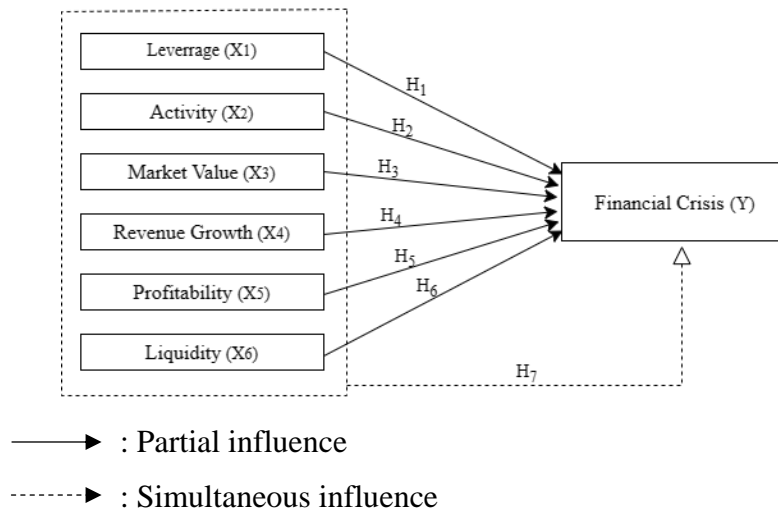 Leverrage (X1)
H1
Activity (X2)
H2
Market Value (X3)
H3
Financial Crisis (Y)
Revenue Growth (X4)
H4
Profitability (X5)
H5
H6
Liquidity (X6)
H7
: Partial influence
: Simultaneous influence